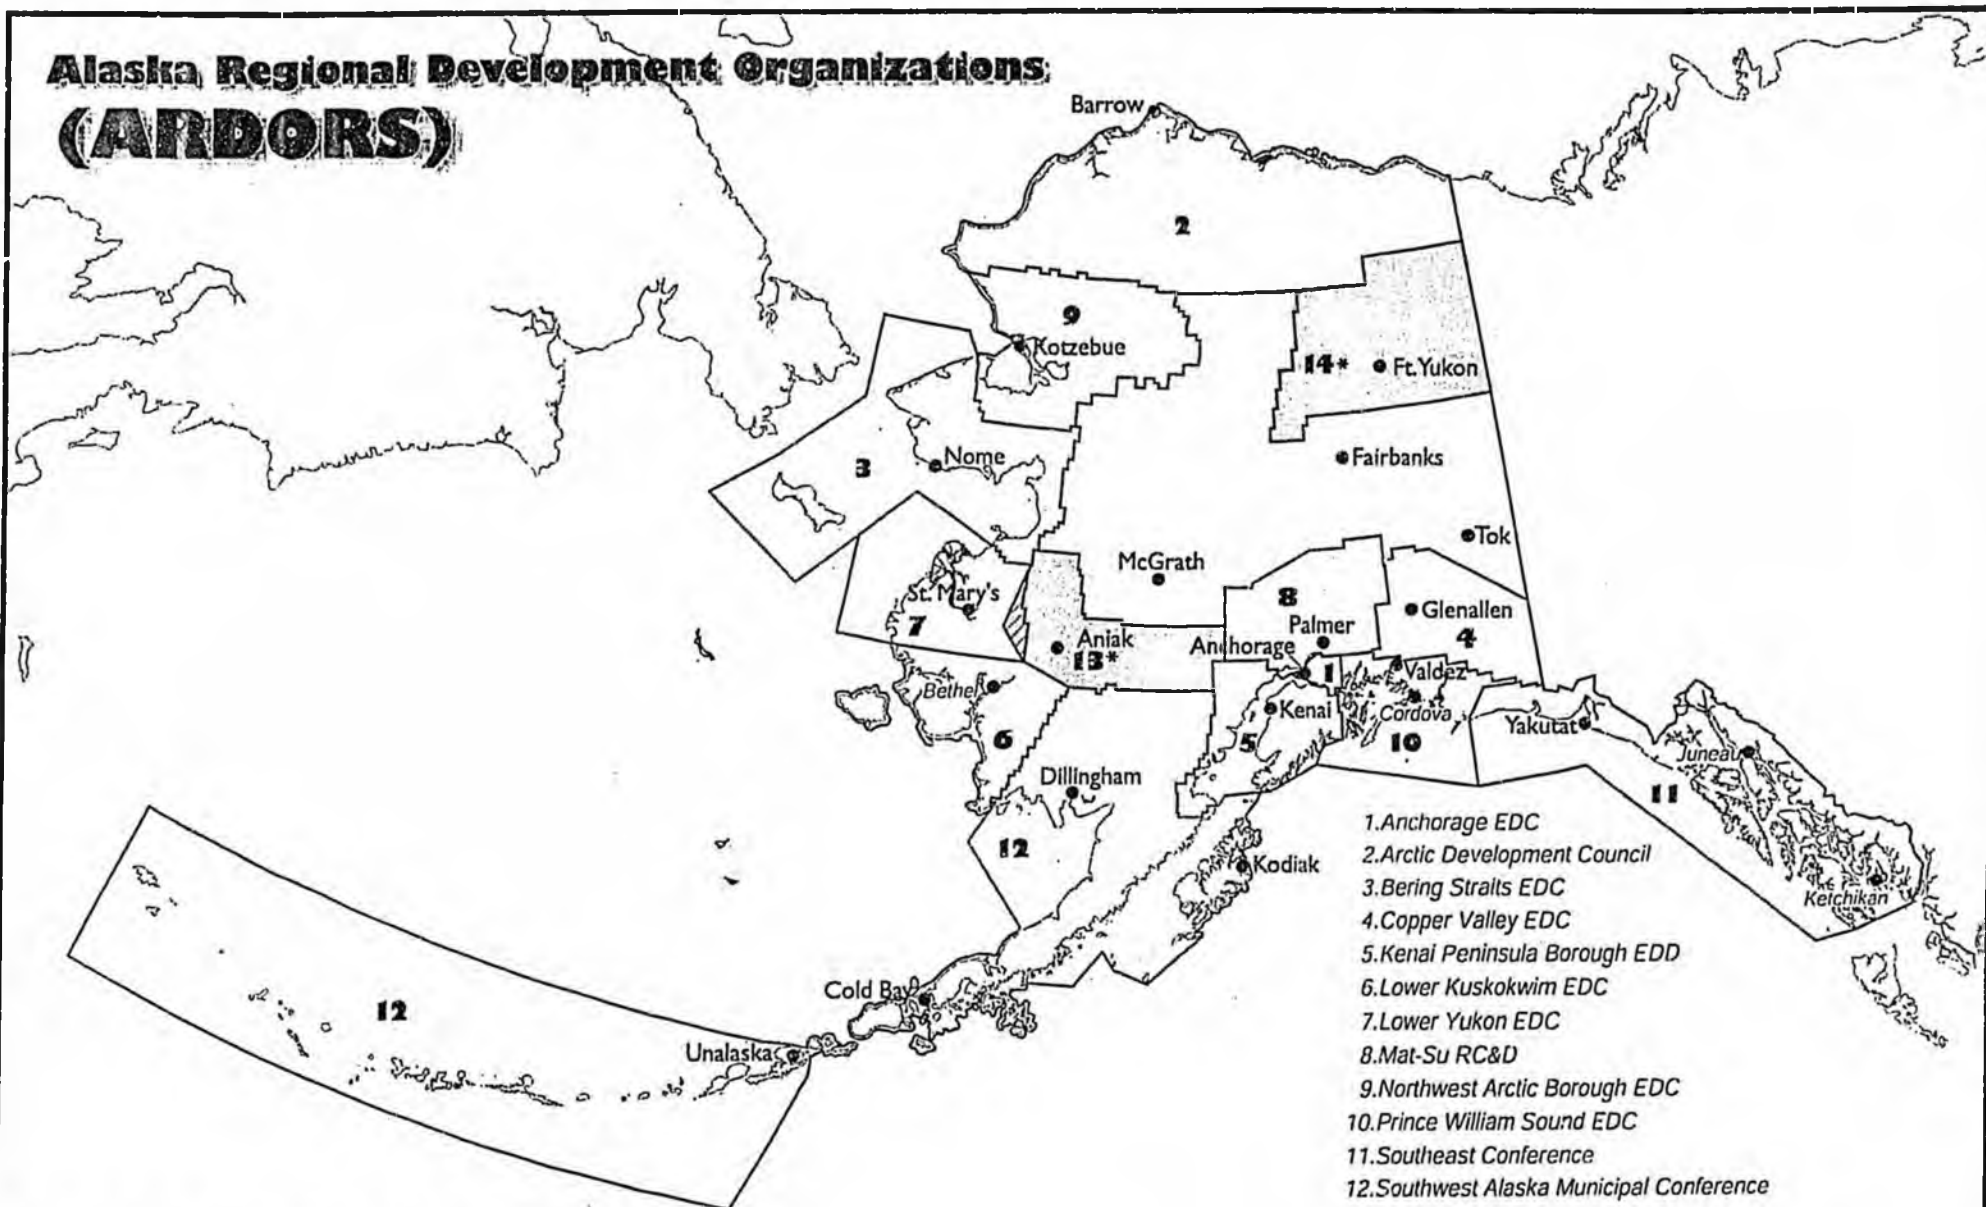 Alaska Regional Development Organizations
(ARDORS)
Barrow
2
9
Kotzebue
14*
Ft. Yukon
Fairbanks
3
Nome
Tok
McGrath
St. Mary's
7
8
Glenallen
Palmer
4
Aniak
13*
Anchorage
1
Valdez
Bethel
Kenai
Cordova
Yakutat
6
5
10
Juneau
Dillingham
11
12
Kodiak
Ketchikan
Cold Bay
12
Unalaska
1.Anchorage EDC
2.Arctic Development Council
3.Bering Straits EDC
4.Copper Valley EDC
5.Kenai Peninsula Borough EDD
6.Lower Kuskokwim EDC
7.Lower Yukon EDC
8.Mat-Su RC&D
9.Northwest Arctic Borough EDC
10.Prince William Sound EDC
11.Southeast Conference
12.Southwest Alaska Municipal Conference